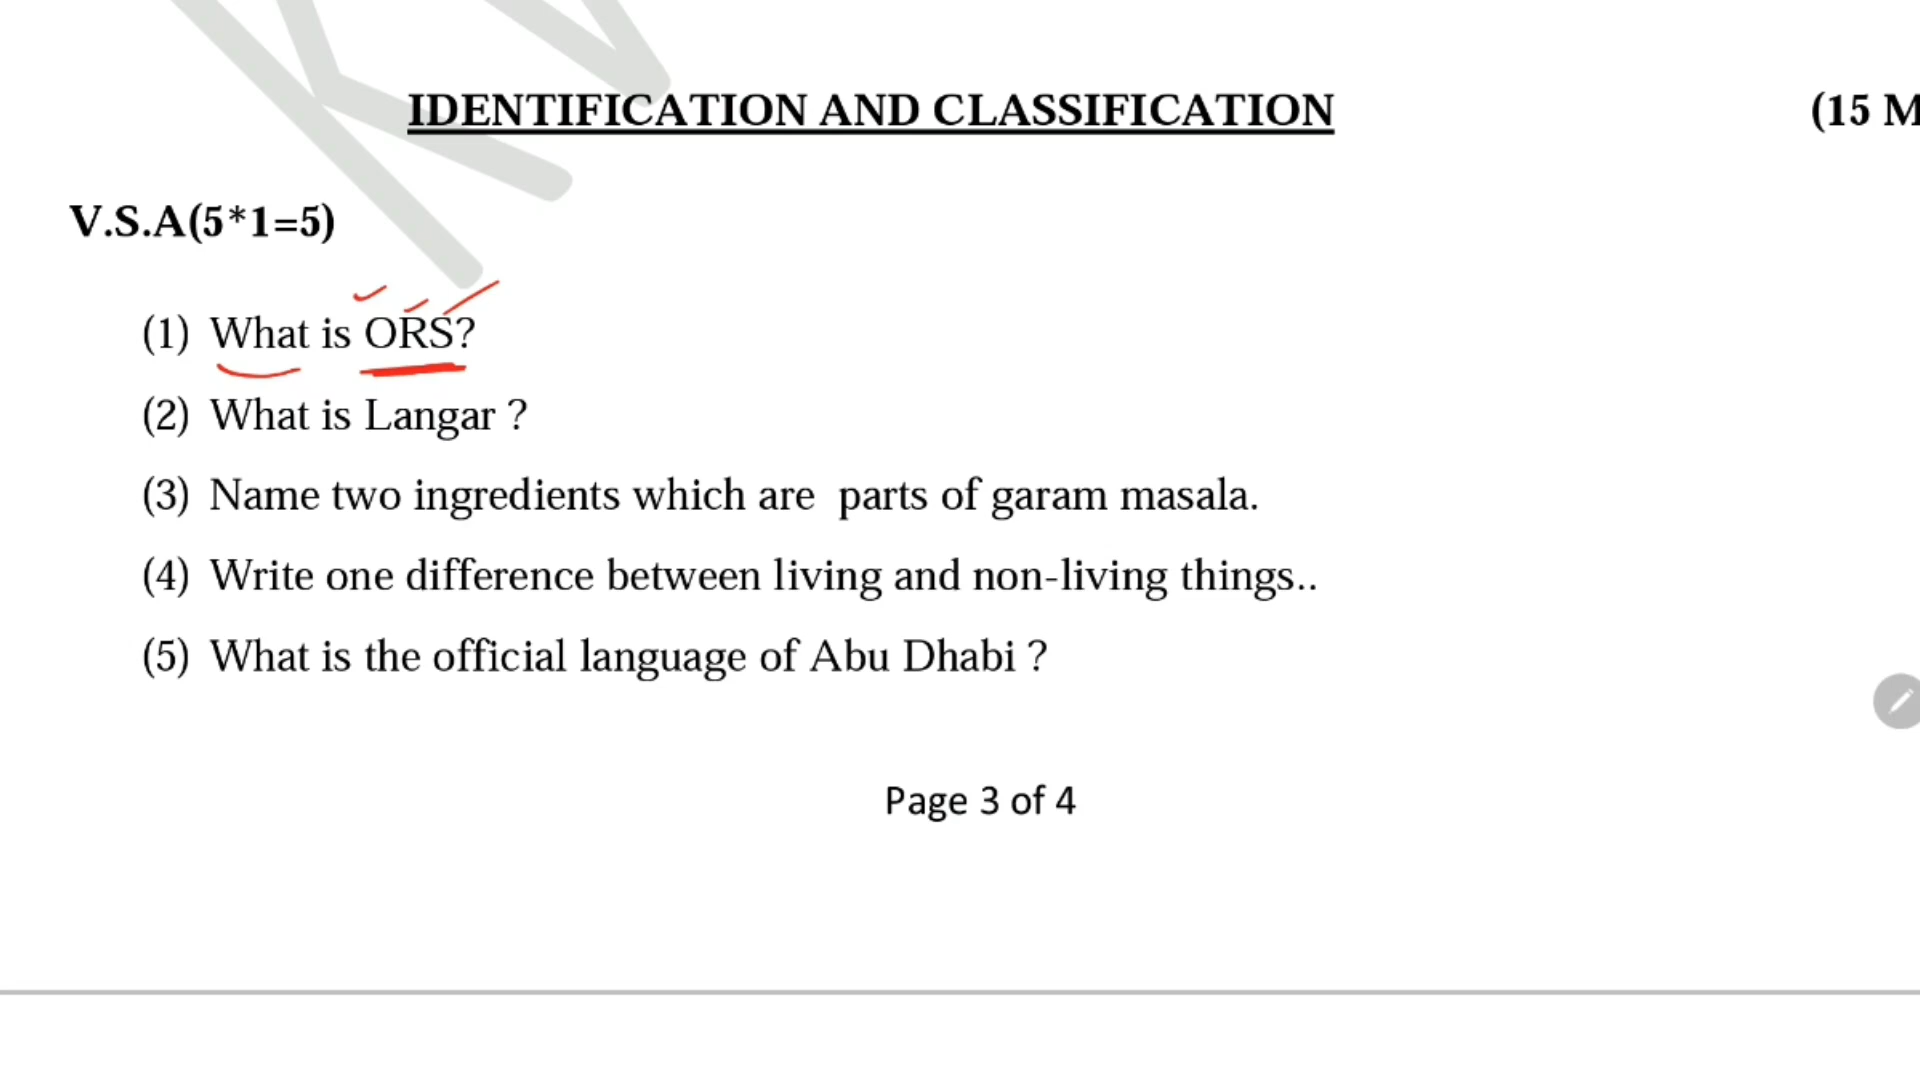 IDENTIFICATION AND CLASSIFICATION (15 M
V.S.A(5*1=5)
(1) What is ORS?
(2) What is Langar ?
(3) Name two ingredients which are parts of garam masala.
(4) Write one difference between living and non-living things..
(5) What is the official language of Abu Dhabi ?
Page 3 of 4